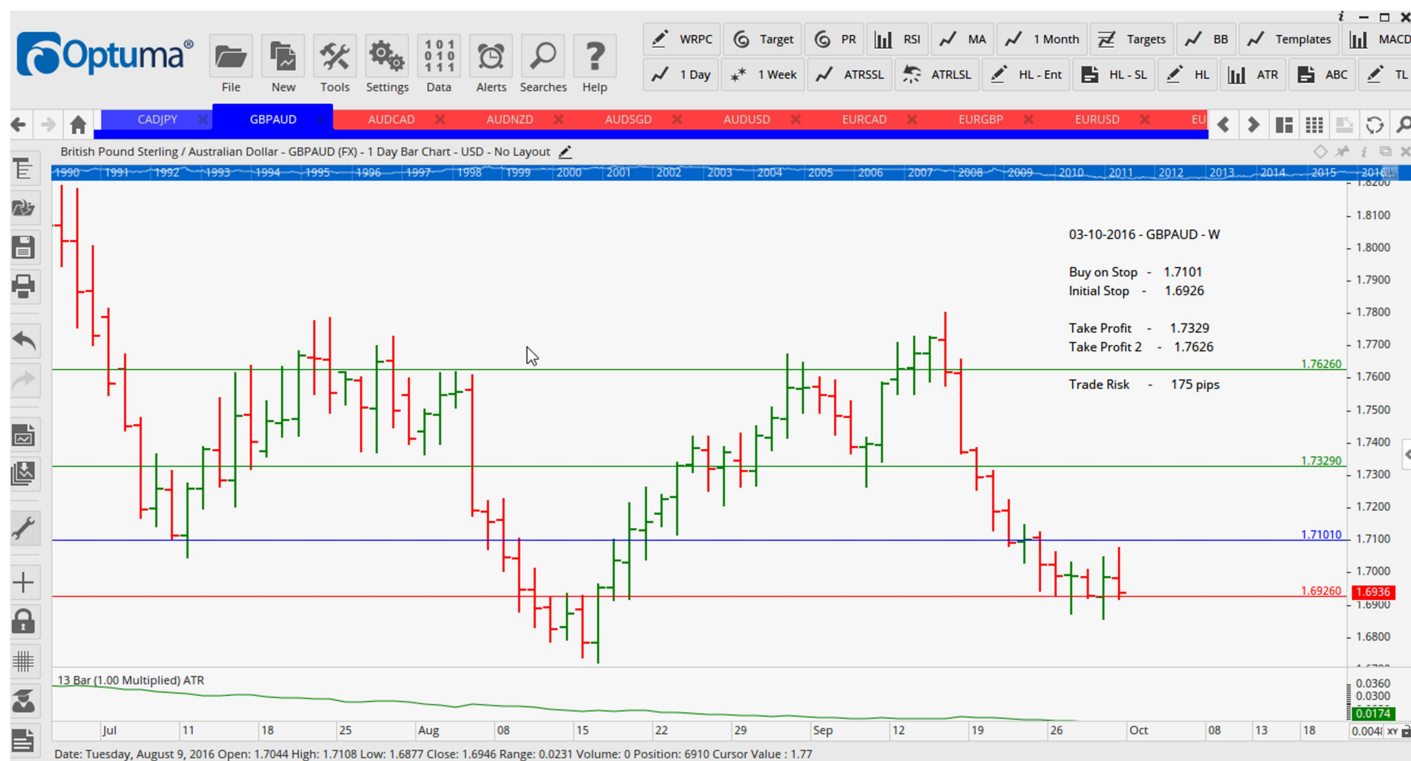 Optuma®
File New Tools Settings Data Alerts Searches Help
WRPC Target PR RSI MA 1 Month Targets BB Templates MACD
1 Day 1 Week ATRSSL ATRLSL HL - Ent HL - SL HL ATR ABC TL
CADJPY GBPAUD AUDCAD AUDNZD AUDSGD AUDUSD EURCAD EURGBP EURUSD EU
British Pound Sterling / Australian Dollar - GBPAUD (FX) - 1 Day Bar Chart - USD - No Layout
1990 1991 1992 1993 1994 1995 1996 1997 1998 1999 2000 2001 2002 2003 2004 2005 2006 2007 2008 2009 2010 2011 2012 2013 2014 2015 2016
1.8200
1.8100
03-10-2016 - GBPAUD - W
1.8000
Buy on Stop - 1.7101
1.7900
Initial Stop - 1.6926
1.7800
Take Profit - 1.7329
Take Profit 2 - 1.7626
1.7700
1.76260
1.7600
Trade Risk - 175 pips
1.7500
1.7400
1.73290
1.7300
1.7200
1.71010
1.7100
1.7000
1.69260
1.6936
1.6900
1.6800
13 Bar (1.00 Multiplied) ATR
0.0360
0.0300
0.0174
Jul 11 18 25 Aug 08 15 22 29 Sep 12 19 26 Oct 08 13 18
0.004 XY
Date: Tuesday, August 9, 2016 Open: 1.7044 High: 1.7108 Low: 1.6877 Close: 1.6946 Range: 0.0231 Volume: 0 Position: 6910 Cursor Value : 1.77